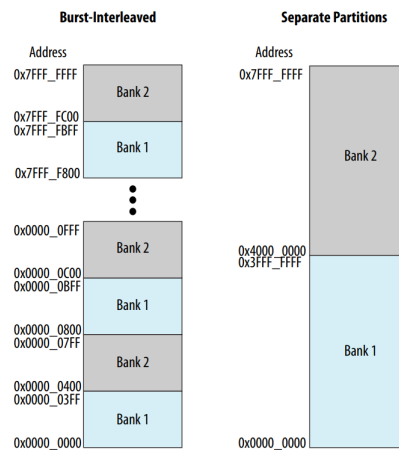 Burst-Interleaved
Address
0x7FFF_FFFF
Bank 2
0x7FFF_FC00
0x7FFF_FBFF
Bank 1
0x7FFF_F800
0x0000_0FFF
Bank 2
0x0000_0C00
0x0000_0BFF
Bank 1
0x0000_0800
0x0000_07FF
Bank 2
0x0000_0400
0x0000_03FF
Bank 1
0x0000_0000
Separate Partitions
Address
0x7FFF_FFFF
Bank 2
0x4000_0000
0x3FFF_FFFF
Bank 1
0x0000_0000